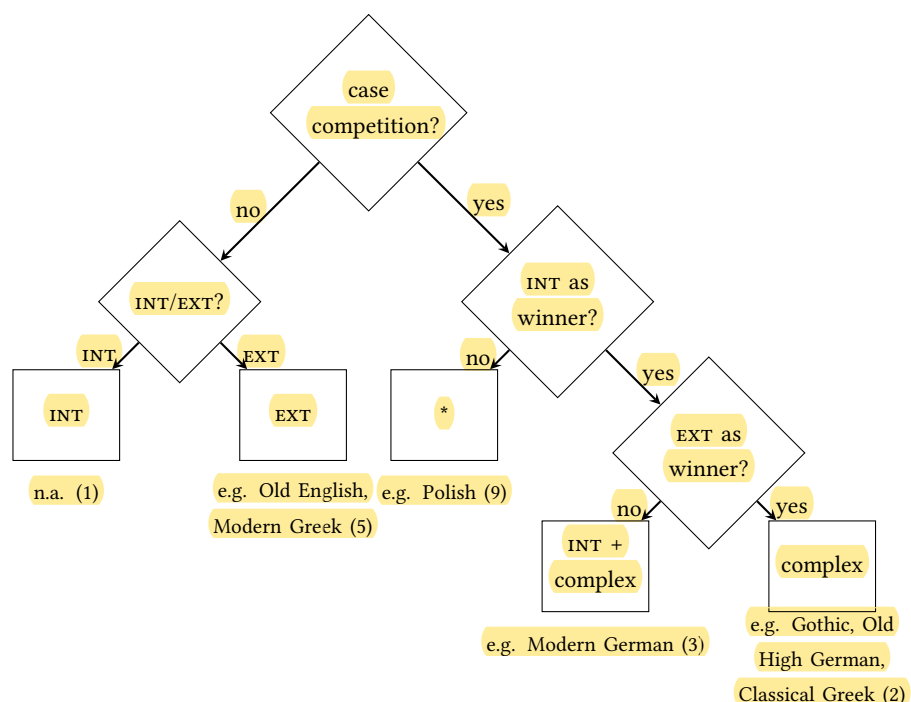 case
competition?
no
yes
INT/EXT?
INT as
winner?
INT
EXT
no
yes
INT
EXT
*
EXT as
winner?
n.a. (1)
e.g. Old English,
Modern Greek (5)
e.g. Polish (9)
no
yes
INT +
complex
complex
e.g. Modern German (3)
e.g. Gothic, Old
High German,
Classical Greek (2)